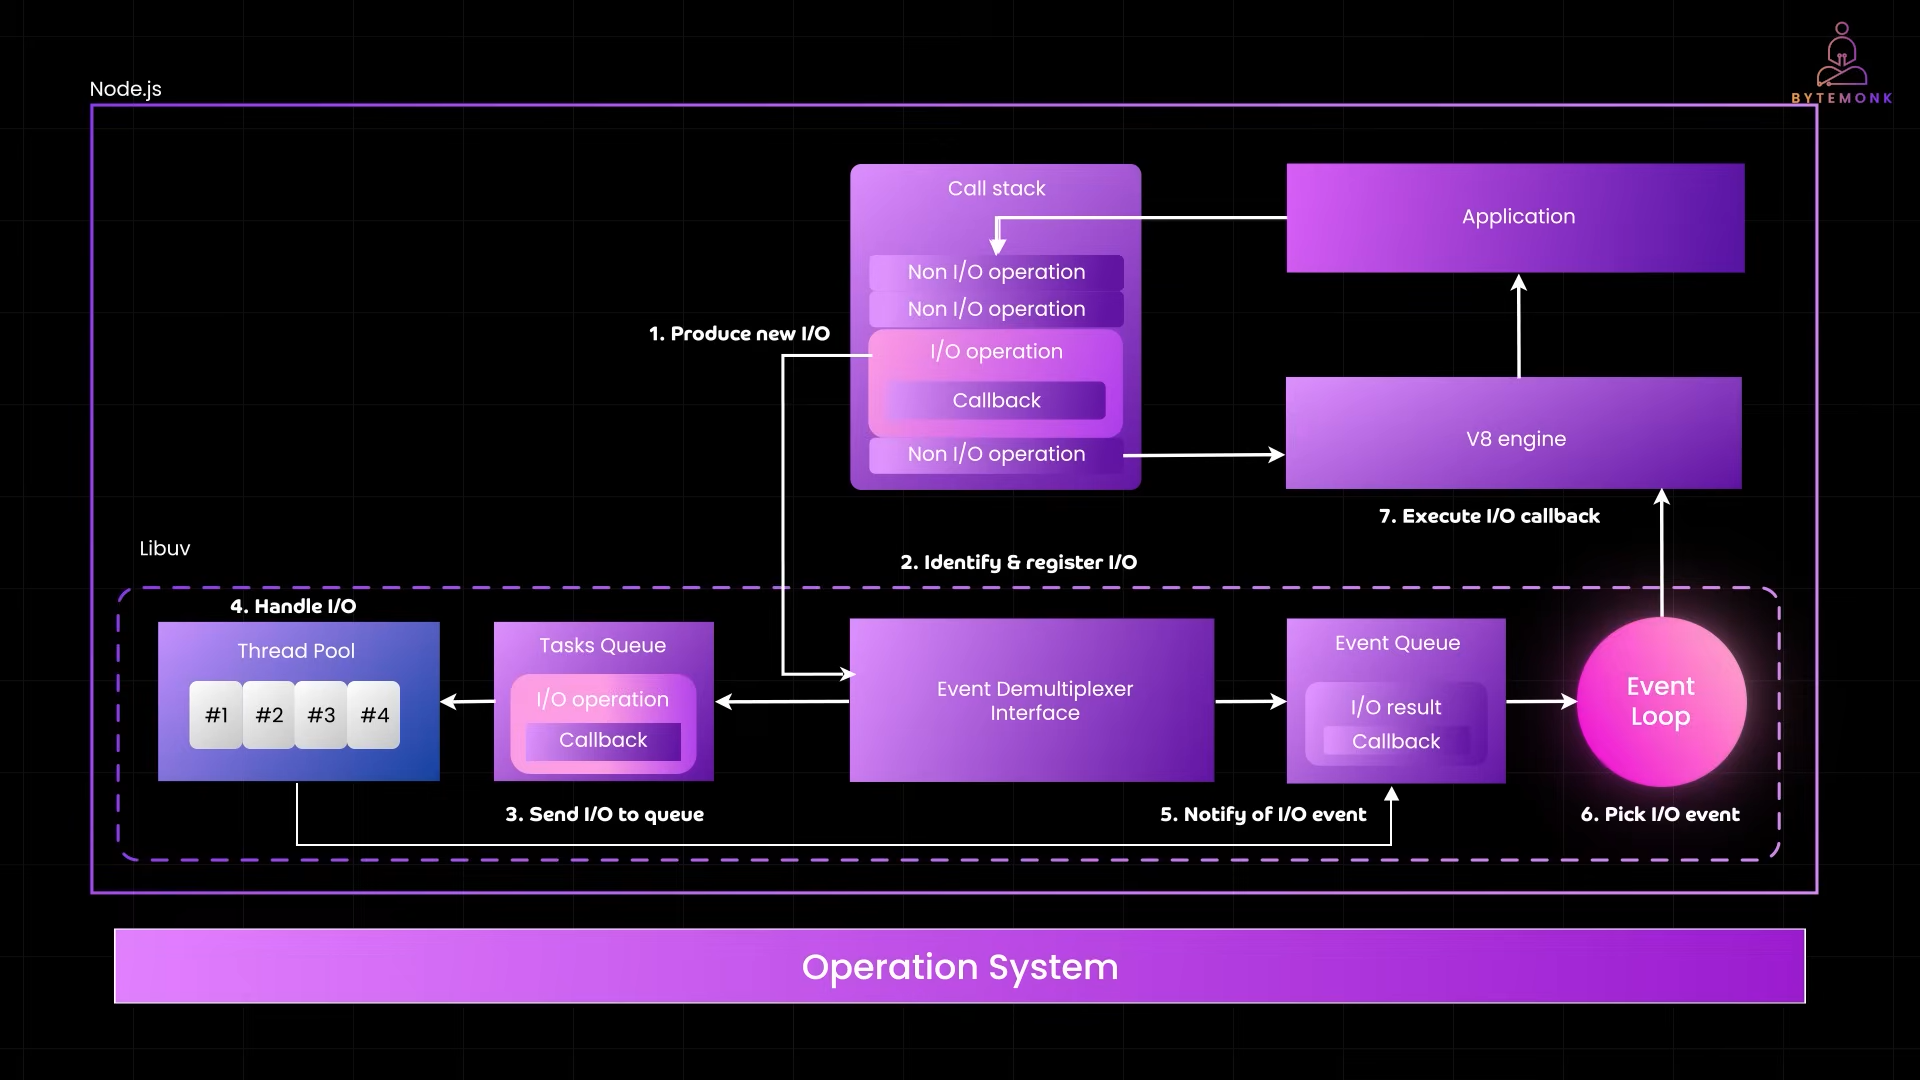 BYTEMONK
Node.js
Call stack
Application
Non I/O operation
Non I/O operation
1. Produce new I/O
I/O operation
Callback
Non I/O operation
V8 engine
7. Execute I/O callback
Libuv
2. Identify & register I/O
4. Handle I/O
Thread Pool
#1 #2 #3 #4
Tasks Queue
I/O operation
Callback
Event Demultiplexer
Interface
Event Queue
I/O result
Callback
Event
Loop
3. Send I/O to queue
5. Notify of I/O event
6. Pick I/O event
Operation System